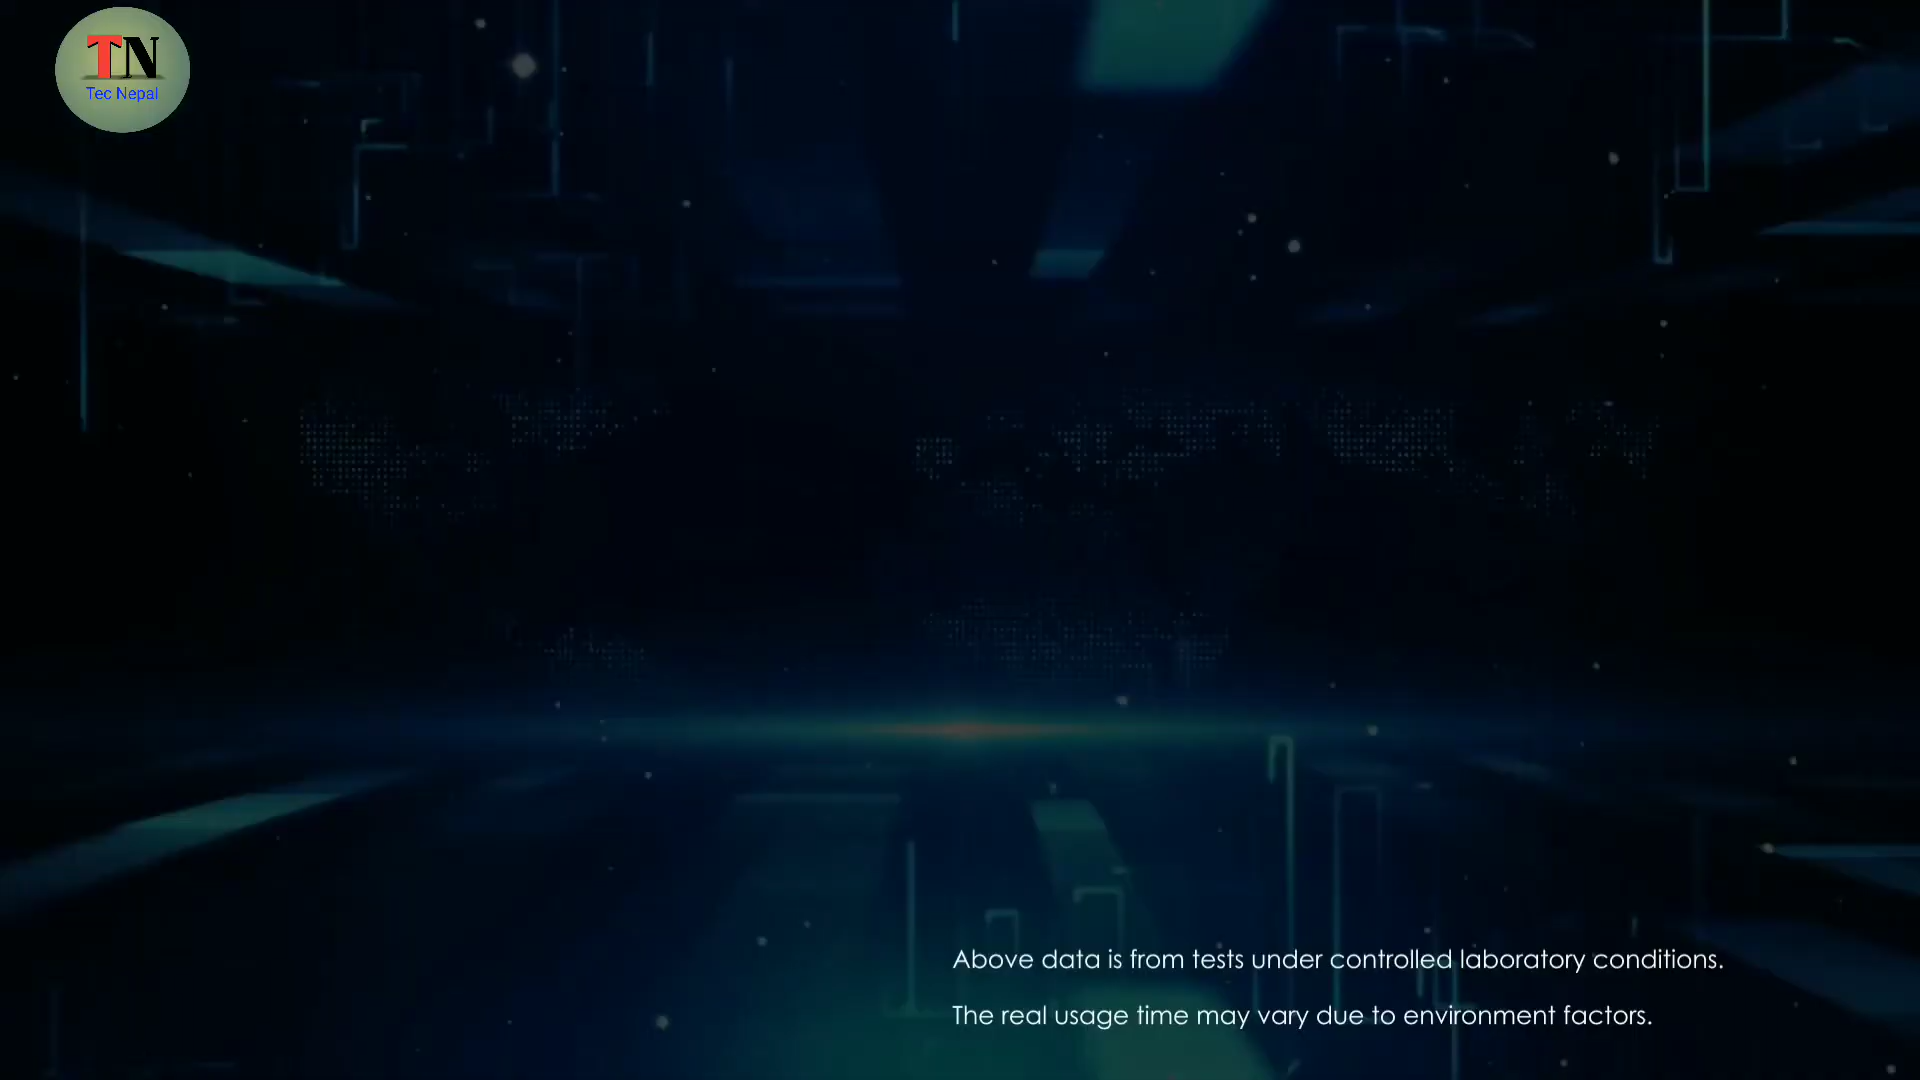 TN
Tec Nepal
Above data is from tests under controlled laboratory conditions.
The real usage time may vary due to environment factors.